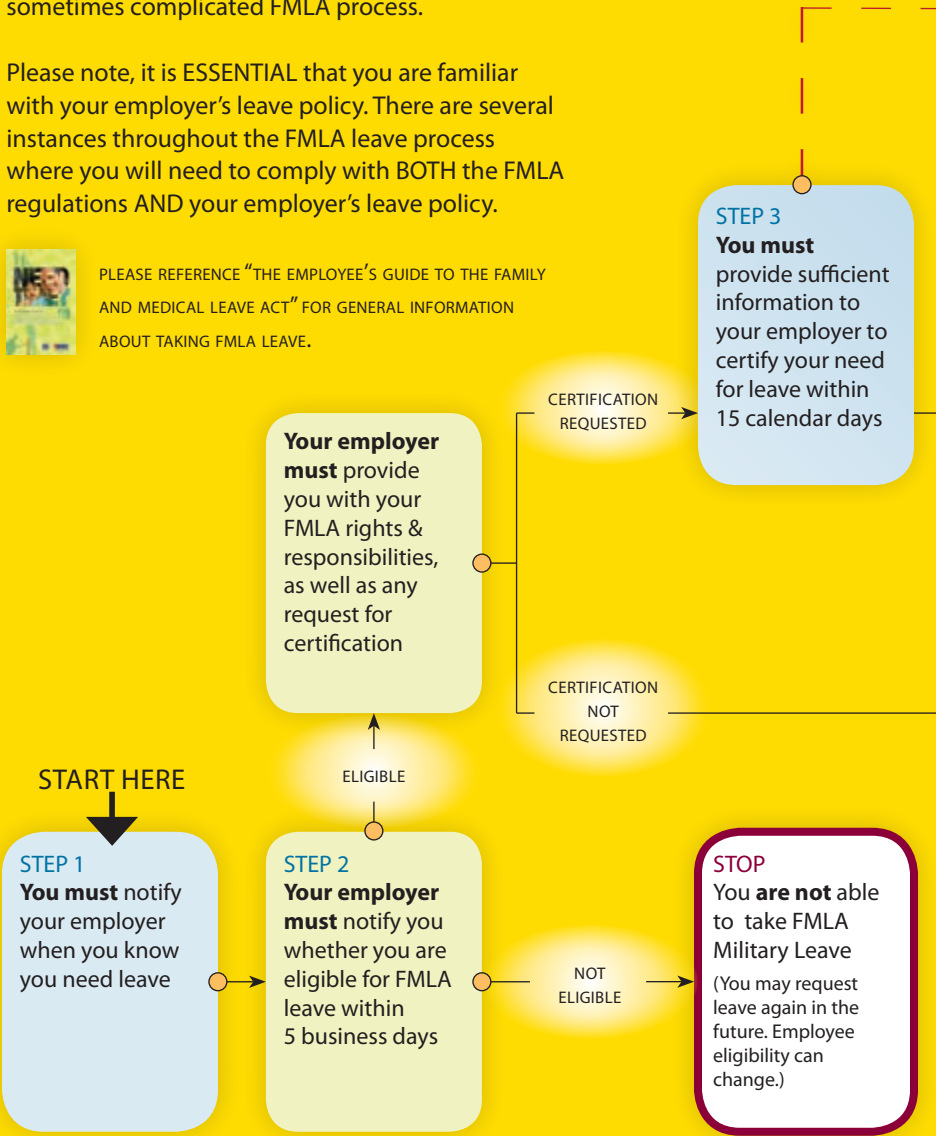 sometimes complicated FMLA process.
Please note, it is ESSENTIAL that you are familiar
with your employer's leave policy. There are several
instances throughout the FMLA leave process
where you will need to comply with BOTH the FMLA
regulations AND your employer's leave policy.
PLEASE REFERENCE "THE EMPLOYEE'S GUIDE TO THE FAMILY
AND MEDICAL LEAVE ACT" FOR GENERAL INFORMATION
ABOUT TAKING FMLA LEAVE.
START HERE
STEP 1
You must notify
your employer
when you know
you need leave
STEP 2
Your employer
must notify you
whether you are
eligible for FMLA
leave within
5 business days
NOT
ELIGIBLE
STOP
You are not able
to take FMLA
Military Leave
(You may request
leave again in the
future. Employee
eligibility can
change.)
ELIGIBLE
Your employer
must provide
you with your
FMLA rights &
responsibilities,
as well as any
request for
certification
CERTIFICATION
REQUESTED
CERTIFICATION
NOT
REQUESTED
STEP 3
You must
provide sufficient
information to
your employer to
certify your need
for leave within
15 calendar days